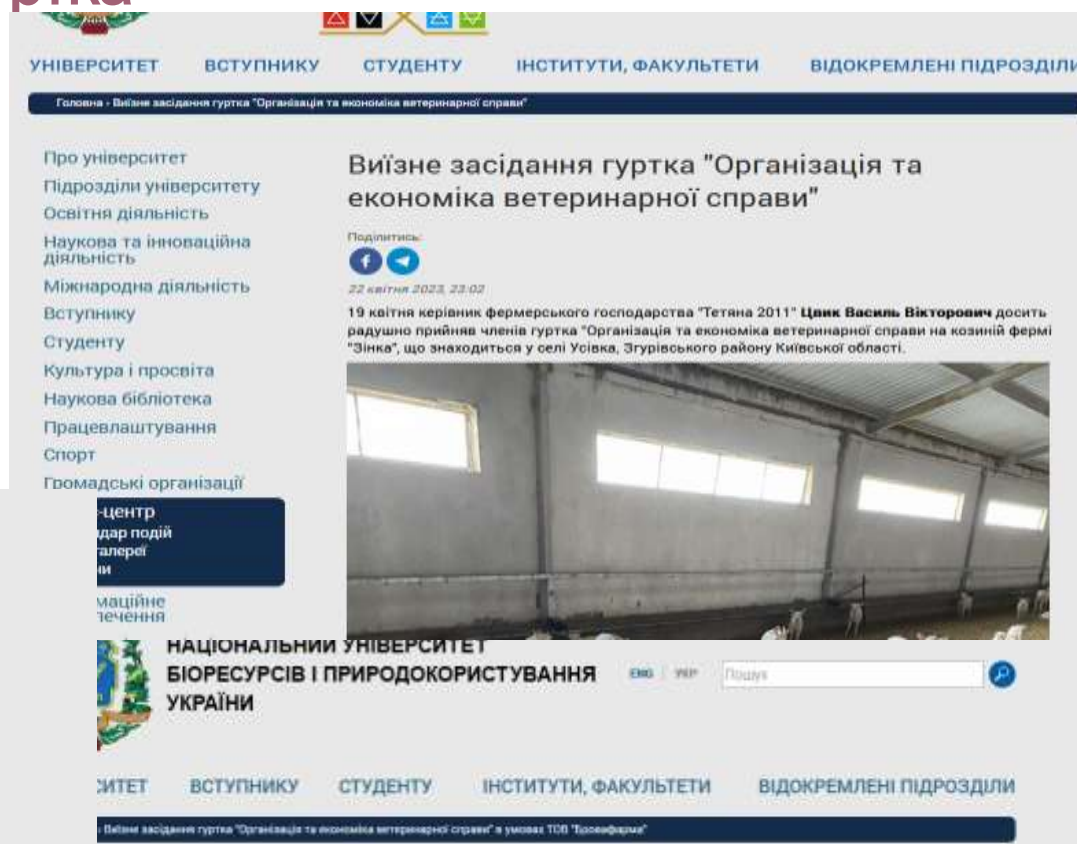 УНІВЕРСИТЕТ ВСТУПНИКУ СТУДЕНТУ ІНСТИТУТИ, ФАКУЛЬТЕТИ ВІДОКРЕМЛЕНІ ПІДРОЗДІЛИ
Головна › Виїзне засідання гуртка "Організація та економіка ветеринарної справи"
Про університет
Підрозділи університету
Освітня діяльність
Наукова та інноваційна
діяльність
Міжнародна діяльність
Вступнику
Студенту
Культура і просвіта
Наукова бібліотека
Працевлаштування
Спорт
Громадські організації
-центр
дар подій
галереї
ни
маційне
печення
Виїзне засідання гуртка "Організація та
економіка ветеринарної справи"
Поділитись:
22 квітня 2023, 23:02
19 квітня керівник фермерського господарства "Тетяна 2011" Цвик Василь Вікторович досить
радушно прийняв членів гуртка "Організація та економіка ветеринарної справи на козиній фермі
"Зінка", що знаходиться у селі Усівка, Згурівського району Київської області.
НАЦІОНАЛЬНИЙ УНІВЕРСИТЕТ
БІОРЕСУРСІВ І ПРИРОДОКОРИСТУВАННЯ
УКРАЇНИ
ENG УКР Пошук
СИТЕТ ВСТУПНИКУ СТУДЕНТУ ІНСТИТУТИ, ФАКУЛЬТЕТИ ВІДОКРЕМЛЕНІ ПІДРОЗДІЛИ
› Виїзне засідання гуртка "Організація та економіка ветеринарної справи" в умовах ТОВ "Бровафарма"